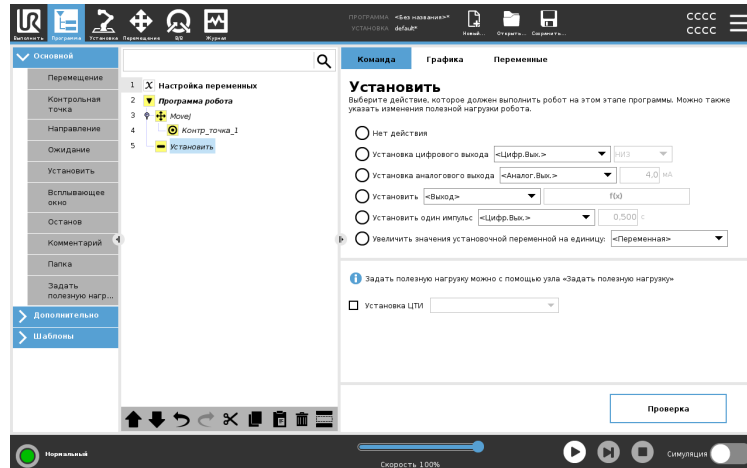 UR
Выполнить Программа Установка Перемещение В/В Журнал
ПРОГРАММА <Без названия>*
УСТАНОВКА default*
Новый... Открыть... Сохранить...
cccc
cccc
Основной
Перемещение
Контрольная
точка
Направление
Ожидание
Установить
Всплывающее
окно
Останов
Комментарий
Папка
Задать
полезную нагр...
Дополнительно
Шаблоны
1 X Настройка переменных
2 Программа робота
3 MoveJ
4 Контр_точка_1
5 Установить
Команда Графика Переменные
Установить
Выберите действие, которое должен выполнить робот на этом этапе программы. Можно также
указать изменения полезной нагрузки робота.
Нет действия
Установка цифрового выхода <Цифр.Вых.> НИЗ
Установка аналогового выхода <Аналог.Вых.> 4,0 мА
Установить <Выход> f(x)
Установить один импульс <Цифр.Вых.> 0.500 с
Увеличить значения установочной переменной на единицу: <Переменная>
Задать полезную нагрузку можно с помощью узла «Задать полезную нагрузку»
Установка ЦТИ
Проверка
Нормальный
Скорость 100%
Симуляция